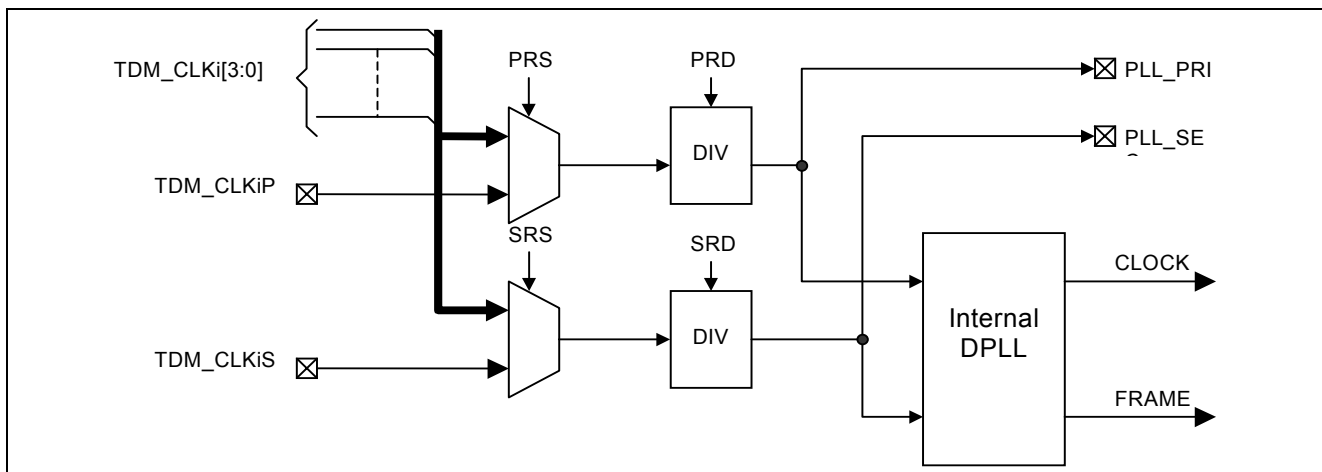 TDM_CLKi[3:0]
PRS
PRD
PLL_PRI
PLL_SE
DIV
TDM_CLKiP
SRS
SRD
CLOCK
Internal
DPLL
DIV
TDM_CLKiS
FRAME